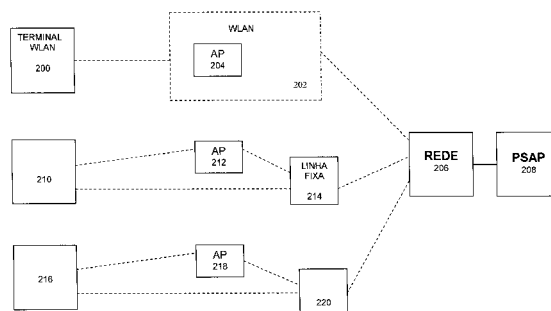 TERMINAL
WLAN
200
WLAN
AP
204
202
210
AP
212
LINHA
FIXA
214
REDE
206
PSAP
208
216
AP
218
220